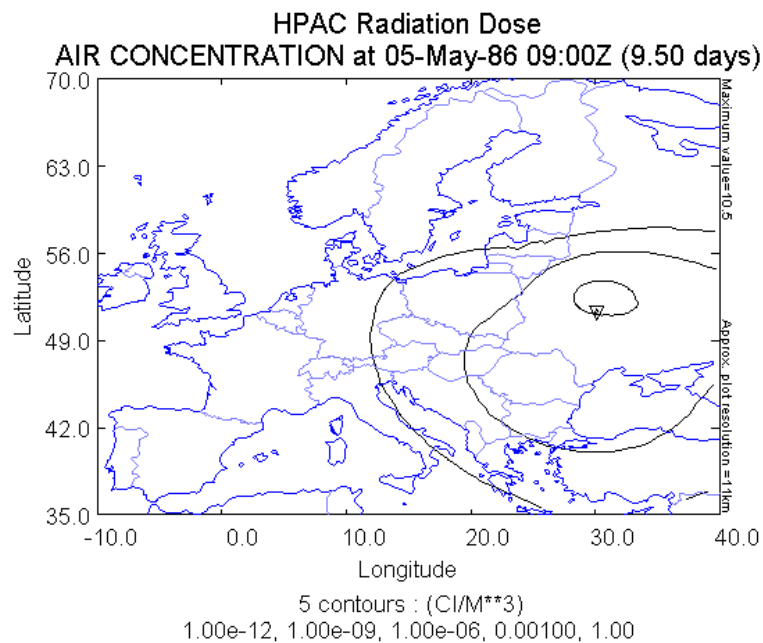 HPAC Radiation Dose
AIR CONCENTRATION at 05-May-86 09:00Z (9.50 days)
70.0
63.0
56.0
49.0
42.0
35.0
Latitude
-10.0 0.0 10.0 20.0 30.0 40.0
Longitude
Maximum value=10.5
Approx. plot resolution =11km
5 contours : (CI/M**3)
1.00e-12, 1.00e-09, 1.00e-06, 0.00100, 1.00